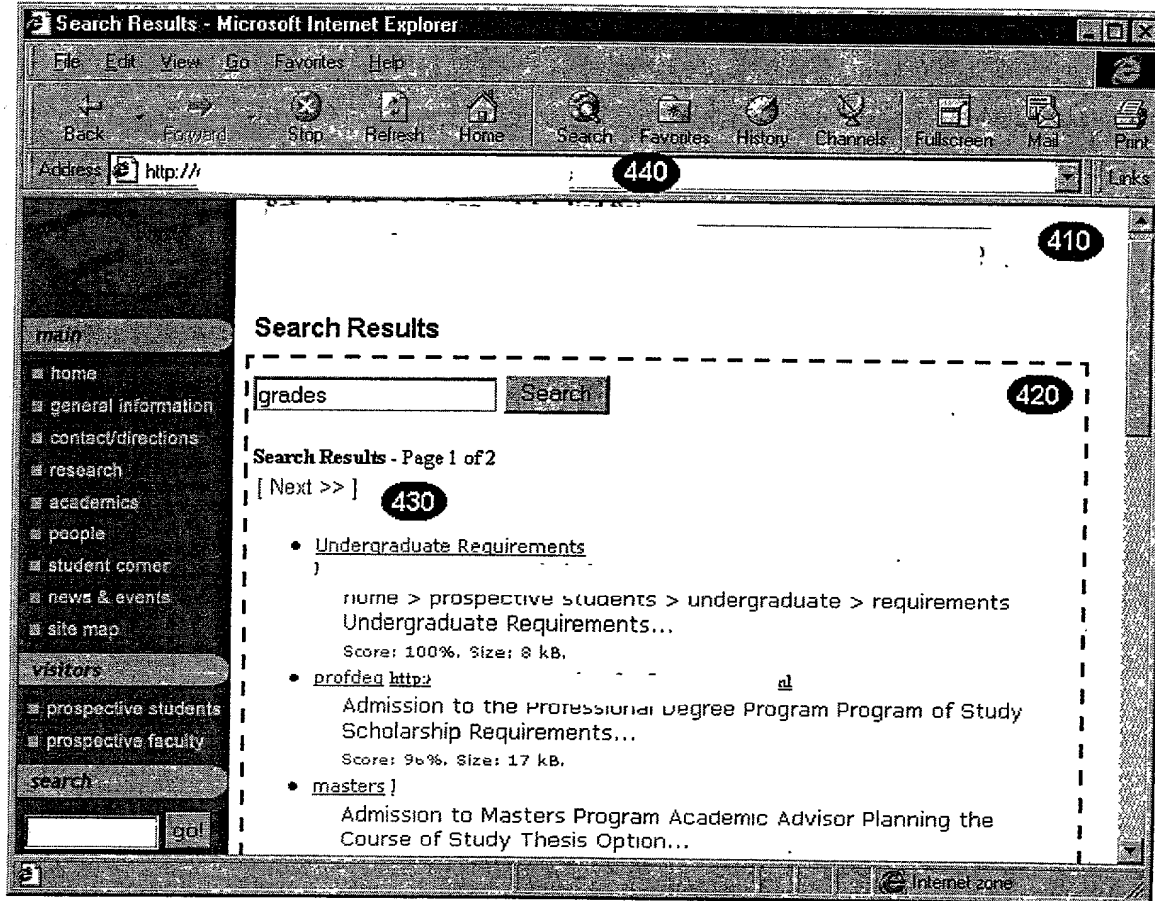 Search Results - Microsoft Internet Explorer
File Edit View Go Favorites Help
Back Forward Stop Refresh Home Search Favorites History Channels Fullscreen Mail Print
Address http:// 440 Links
410
Search Results
main
home
grades Search 420
general information
contact/directions
Search Results - Page 1 of 2
research
[ Next >> ] 430
academics
people
Undergraduate Requirements
student corner
news & events
home > prospective students > undergraduate > requirements
site map
Undergraduate Requirements...
Score: 100%. Size: 8 kB.
visitors
profdeg http:/
prospective students
Admission to the Professional Degree Program Program of Study
prospective faculty
Scholarship Requirements...
Score: 96%. Size: 17 kB.
search
masters
Admission to Masters Program Academic Advisor Planning the
go!
Course of Study Thesis Option...
Internet zone